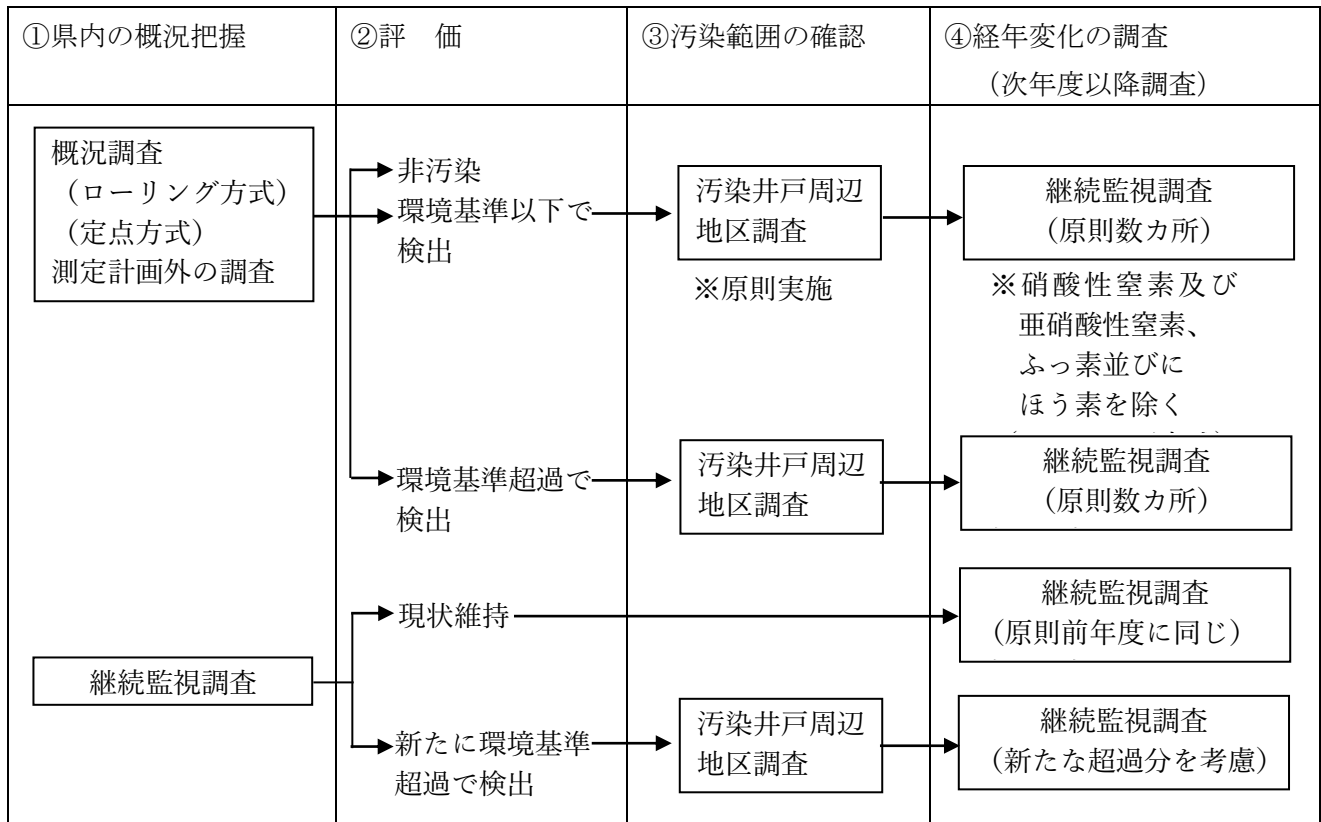 ①県内の概況把握
②評　価
③汚染範囲の確認
④経年変化の調査
（次年度以降調査）
概況調査
（ローリング方式）
（定点方式）
測定計画外の調査
非汚染
環境基準以下で
検出
汚染井戸周辺
地区調査
※原則実施
継続監視調査
（原則数カ所）
※硝酸性窒素及び
亜硝酸性窒素、
ふっ素並びに
ほう素を除く
環境基準超過で
検出
汚染井戸周辺
地区調査
継続監視調査
（原則数カ所）
継続監視調査
現状維持
継続監視調査
（原則前年度に同じ）
新たに環境基準
超過で検出
汚染井戸周辺
地区調査
継続監視調査
（新たな超過分を考慮）